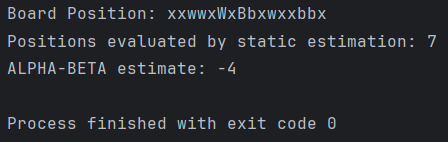 Board Position: xxwwxWxBbxwxxbbx
Positions evaluated by static estimation: 7
ALPHA-BETA estimate: -4
Process finished with exit code 0